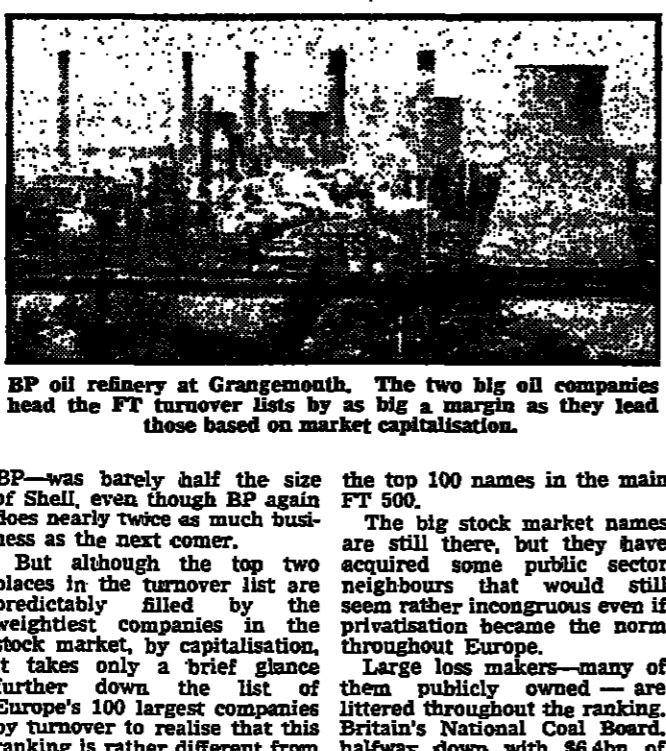 BP oil refinery at Grangemouth. The two big oil companies
head the FT turnover lists by as big a margin as they lead
those based on market capitalisation.
BP—was barely half the size
of Shell, even though BP again
does nearly twice as much busi-
ness as the next comer.
But although the top two
places in the turnover list are
predictably filled by the
weightiest companies in the
stock market, by capitalisation,
it takes only a brief glance
further down the list of
Europe's 100 largest companies
by turnover to realise that this
ranking is rather different from
the top 100 names in the main
FT 500.
The big stock market names
are still there, but they have
acquired some public sector
neighbours that would still
seem rather incongruous even if
privatisation became the norm
throughout Europe.
Large loss makers—many of
them publicly owned — are
littered throughout the ranking.
Britain's National Coal Board,
halfway down with $6.4bn of